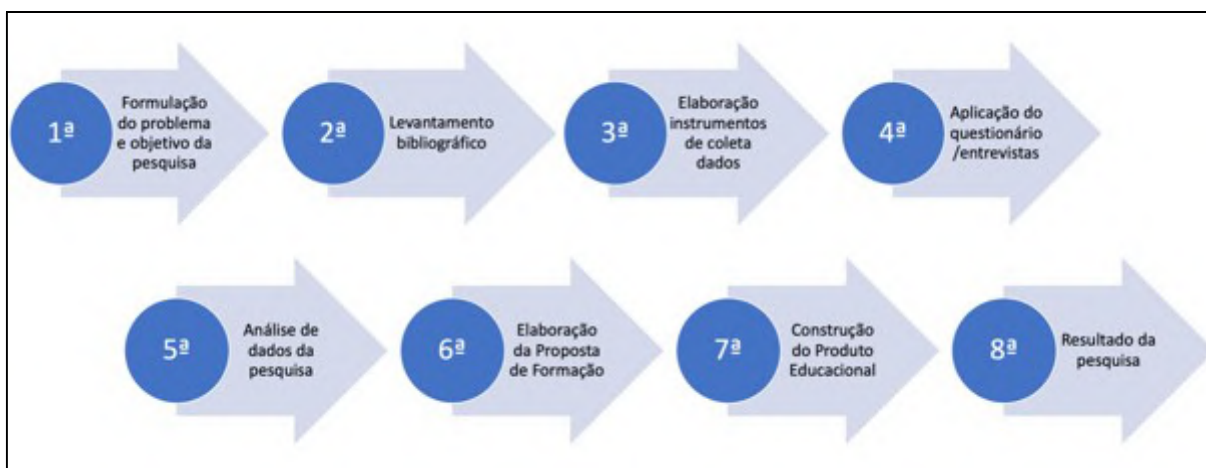 1ª
Formulação
do problema
e objetivo da
pesquisa
2ª
Levantamento
bibliográfico
3ª
Elaboração
instrumentos
de coleta
dados
4ª
Aplicação do
questionário
/entrevistas
5ª
Análise de
dados da
pesquisa
6ª
Elaboração
da Proposta
de Formação
7ª
Construção
do Produto
Educacional
8ª
Resultado da
pesquisa